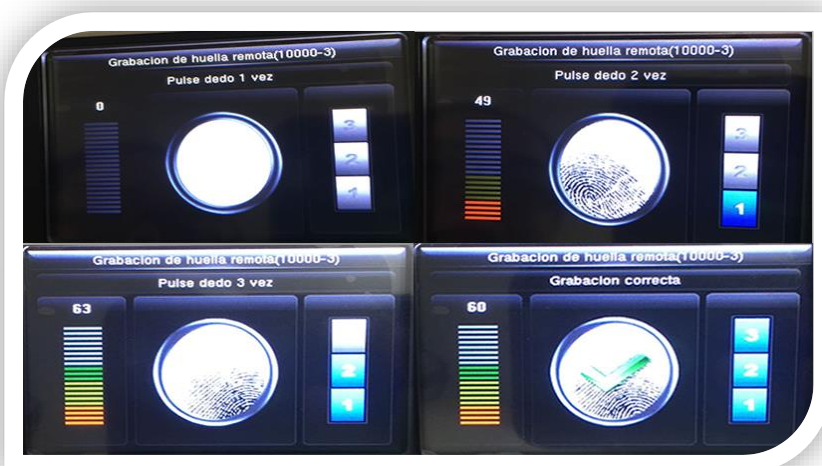 Grabacion de huella remota(10000-3)
Pulse dedo 1 vez
0
3
2
1
Grabacion de huella remota(10000-3)
Pulse dedo 2 vez
49
3
2
1
Grabacion de huella remota(10000-3)
Pulse dedo 3 vez
63
2
1
Grabacion de huella remota(10000-3)
Grabacion correcta
60
3
2
1